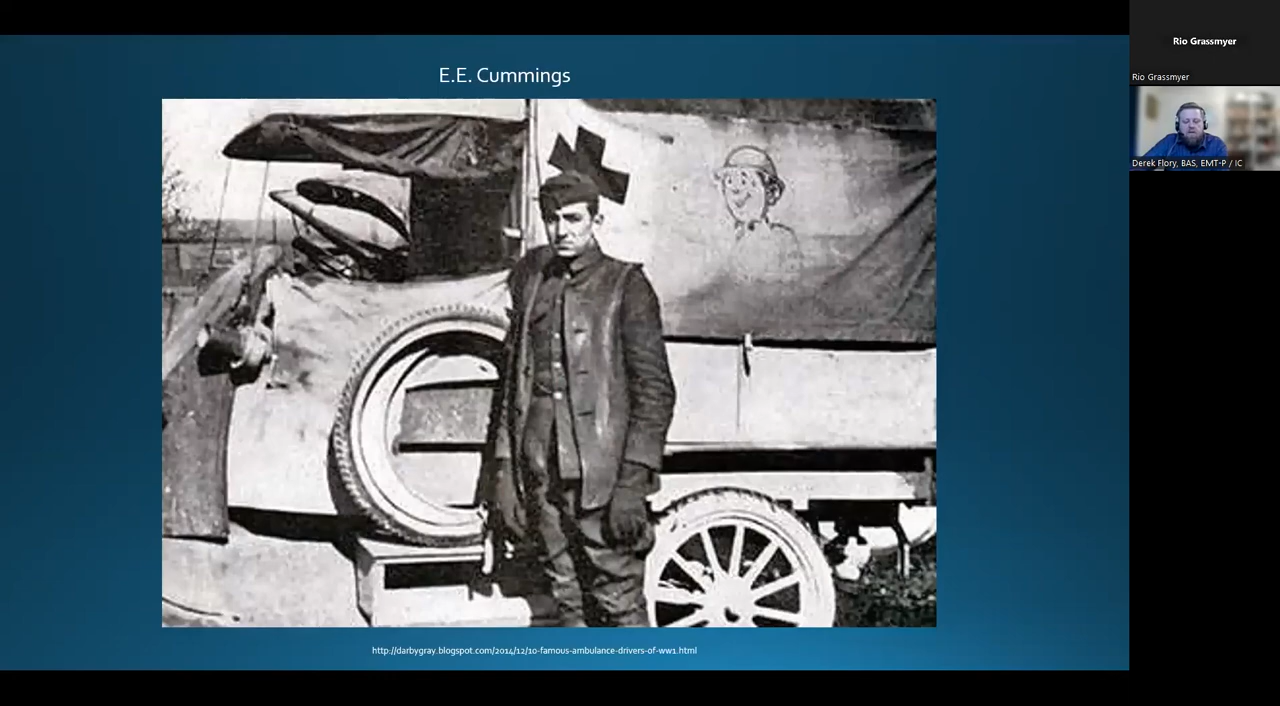 E.E. Cummings
http://darbygray.blogspot.com/2014/12/10-famous-ambulance-drivers-of-ww1.html
Rio Grassmyer
Rio Grassmyer
Derek Flory, BAS, EMT-P / IC